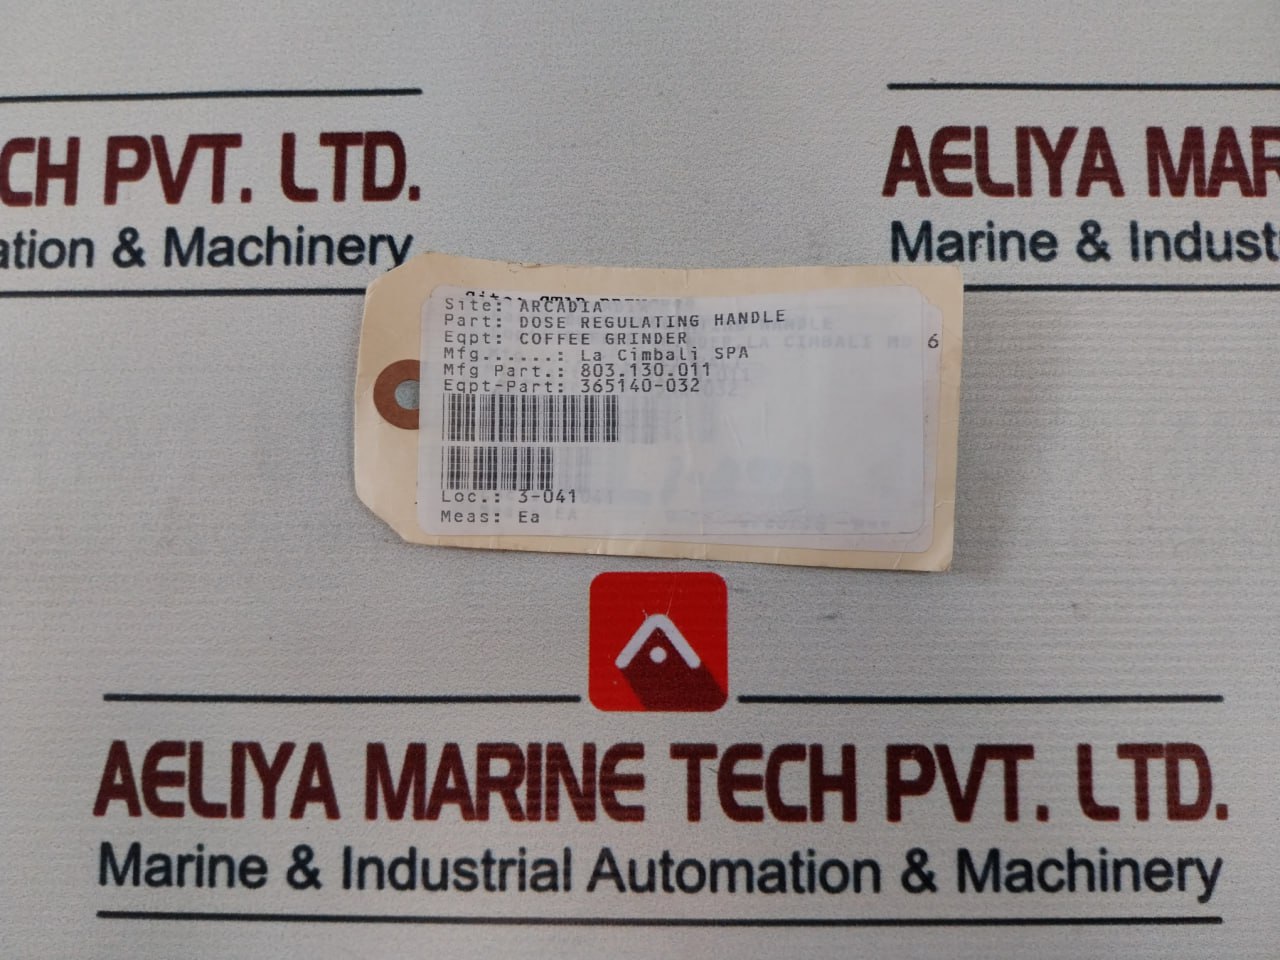 CH PVT. LTD.
ation & Machinery
AELIYA MAR
Marine & Indust
Site: ARCADIA
Part: DOSE REGULATING HANDLE
Eqpt: COFFEE GRINDER
6
Mfg......: La Cimbali SPA
Mfg Part.: 803.130.011
Eqpt-Part: 365140-032
Loc.: 3-041
Meas: Ea
AELIYA MARINE TECH PVT. LTD.
Marine & Industrial Automation & Machinery